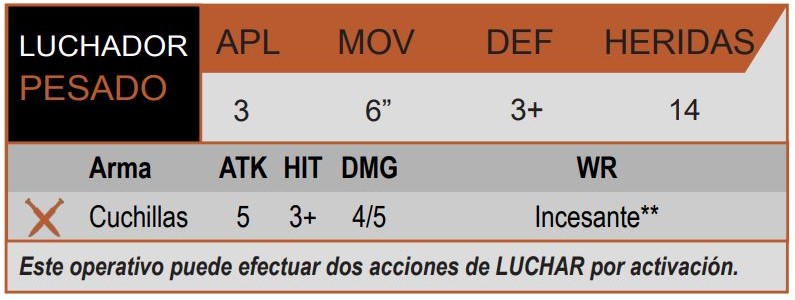 LUCHADOR PESADO
APL MOV DEF HERIDAS
3 6” 3+ 14
Arma ATK HIT DMG WR
Cuchillas 5 3+ 4/5 Incesante**
Este operativo puede efectuar dos acciones de LUCHAR por activación.